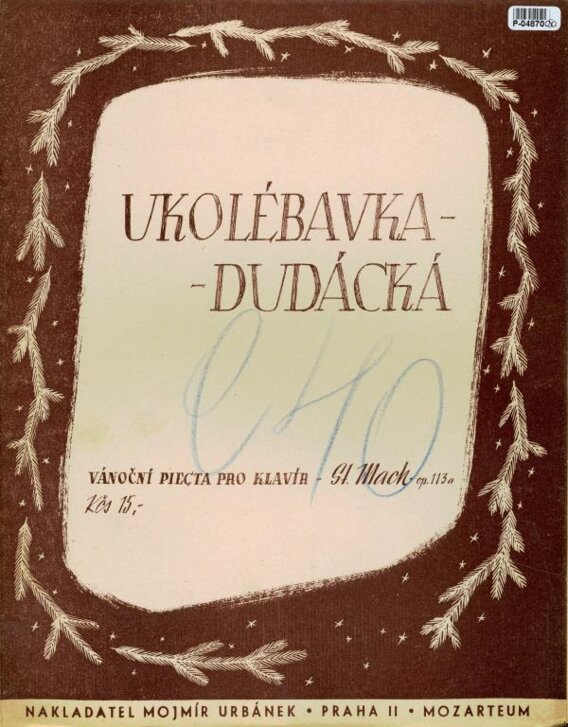 P-04870
UKOLÉBAVKA-
-DUDÁCKÁ
VÁNOČNÍ PIECTA PRO KLAVÍR - St. Mach op. 113a
Kčs 15,-
NAKLADATEL MOJMÍR URBÁNEK • PRAHA II • MOZARTEUM